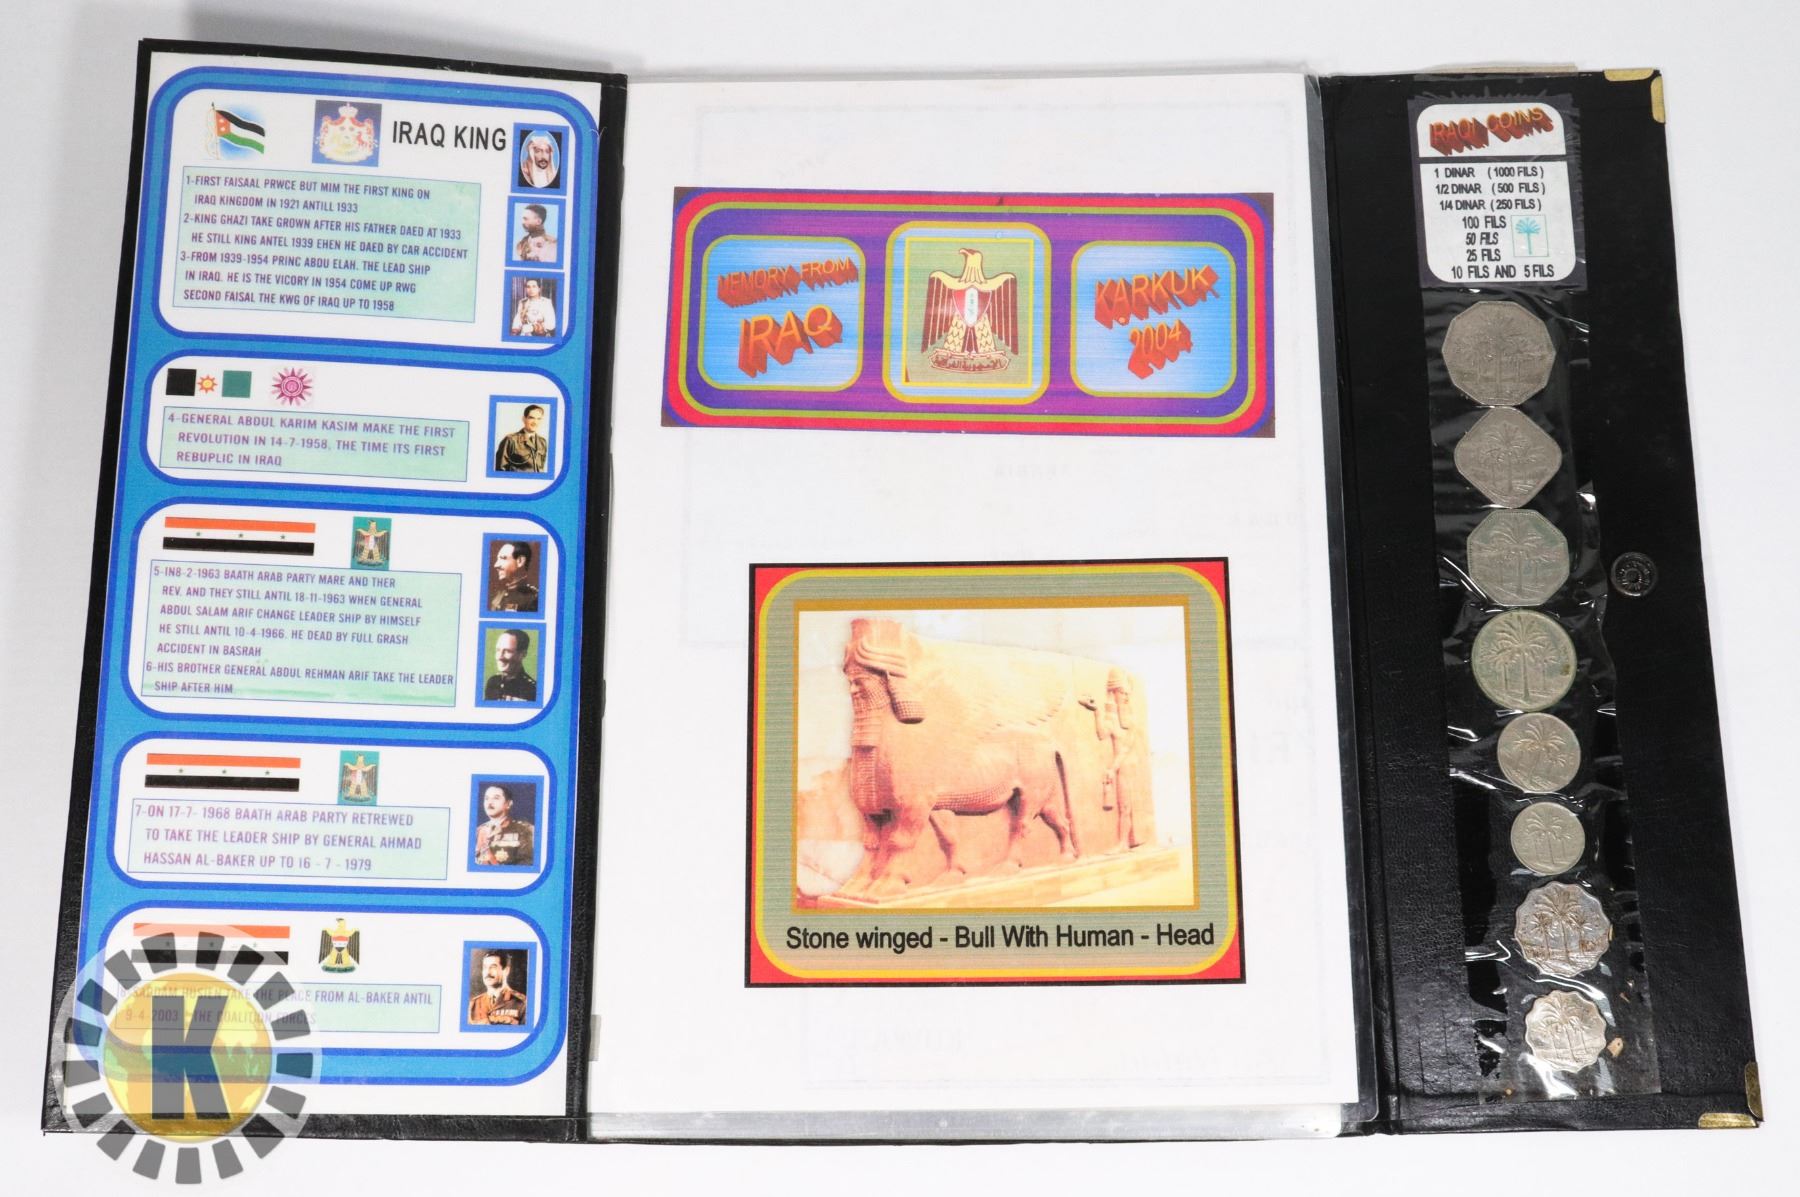 IRAQ KING
1-FIRST FAISAAL PRWCE BUT MIM THE FIRST KING ON
IRAQ KINGDOM IN 1921 ANTILL 1933
2-KING GHAZI TAKE GROWN AFTER HIS FATHER DAED AT 1933
HE STILL KING ANTEL 1939 EHEN HE DAED BY CAR ACCIDENT
3-FROM 1939-1954 PRINC ABDU ELAH. THE LEAD SHIP
IN IRAQ. HE IS THE VICORY IN 1954 COME UP RWG
SECOND FAISAL THE KWG OF IRAQ UP TO 1958
4-GENERAL ABDUL KARIM KASIM MAKE THE FIRST
REVOLUTION IN 14-7-1958, THE TIME ITS FIRST
REBUPLIC IN IRAQ
5-IN8-2-1963 BAATH ARAB PARTY MARE AND THER
REV. AND THEY STILL ANTIL 18-11-1963 WHEN GENERAL
ABDUL SALAM ARIF CHANGE LEADER SHIP BY HIMSELF
HE STILL ANTIL 10-4-1966. HE DEAD BY FULL GRASH
ACCIDENT IN BASRAH
6-HIS BROTHER GENERAL ABDUL REHMAN ARIF TAKE THE LEADER
SHIP AFTER HIM
7-ON 17-7- 1968 BAATH ARAB PARTY RETREWED
TO TAKE THE LEADER SHIP BY GENERAL AHMAD
HASSAN AL-BAKER UP TO 16 - 7 - 1979
8-SARDAM HUSIEN TAKE THE PLACE FROM AL-BAKER ANTIL
9-4-2003 THE COALITION FORCES
K
MEMORY FROM
IRAQ
KARKUK
2004
Stone winged - Bull With Human - Head
IRAQI COINS
1 DINAR (1000 FILS)
1/2 DINAR (500 FILS)
1/4 DINAR (250 FILS)
100 FILS
50 FILS
25 FILS
10 FILS AND 5 FILS